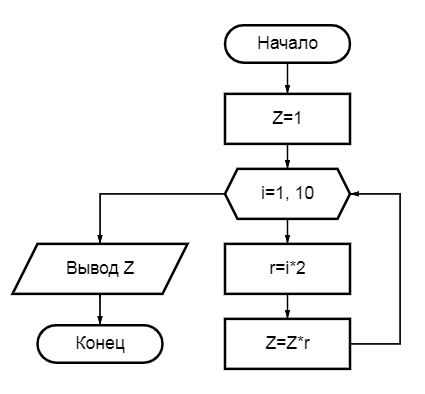 Начало
Z=1
i=1, 10
Вывод Z
r=i*2
Конец
Z=Z*r